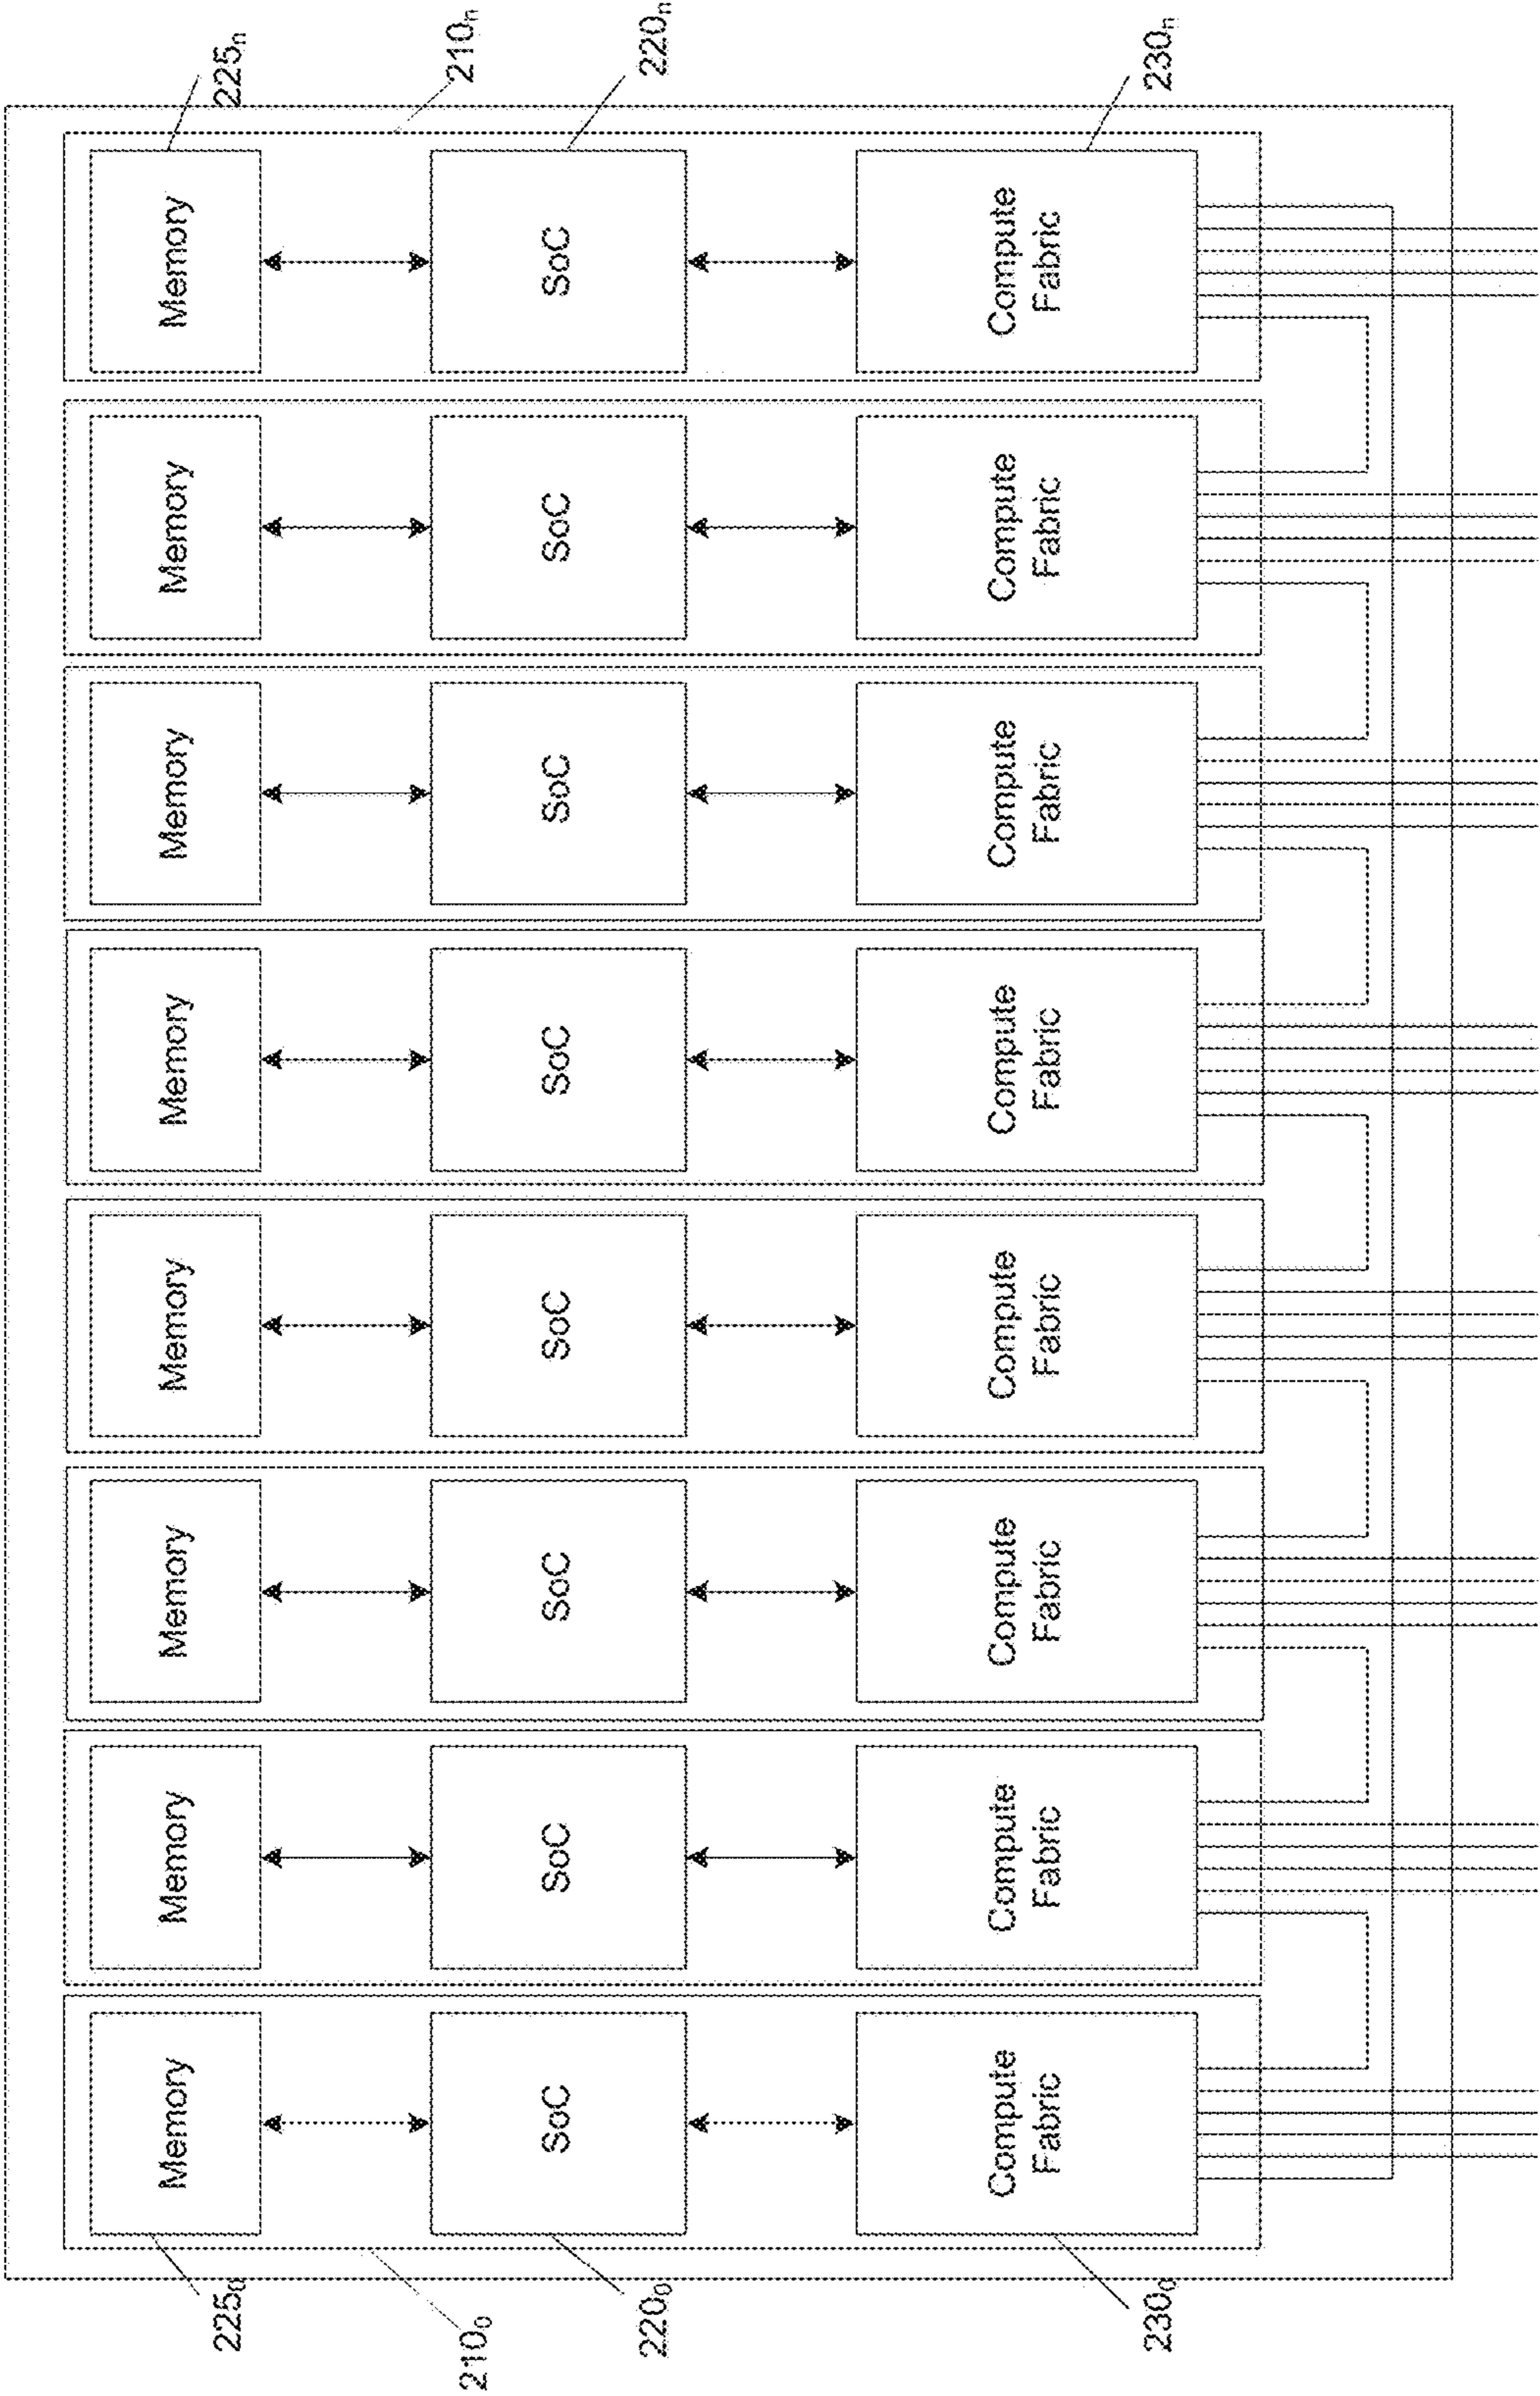 225₀
210₀
220₀
230₀
Memory
SoC
Compute
Fabric
Memory
SoC
Compute
Fabric
Memory
SoC
Compute
Fabric
Memory
SoC
Compute
Fabric
Memory
SoC
Compute
Fabric
Memory
SoC
Compute
Fabric
Memory
SoC
Compute
Fabric
Memory
SoC
Compute
Fabric
225ₙ
210ₙ
220ₙ
230ₙ